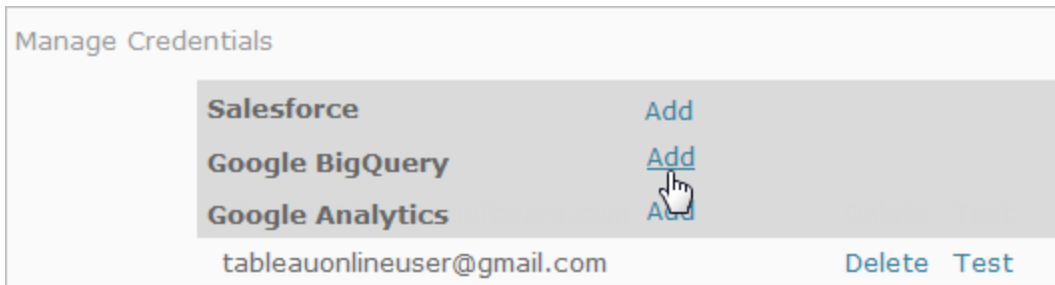 Manage Credentials
Salesforce Add
Google BigQuery Add
Google Analytics Add
tableauonlineuser@gmail.com Delete Test